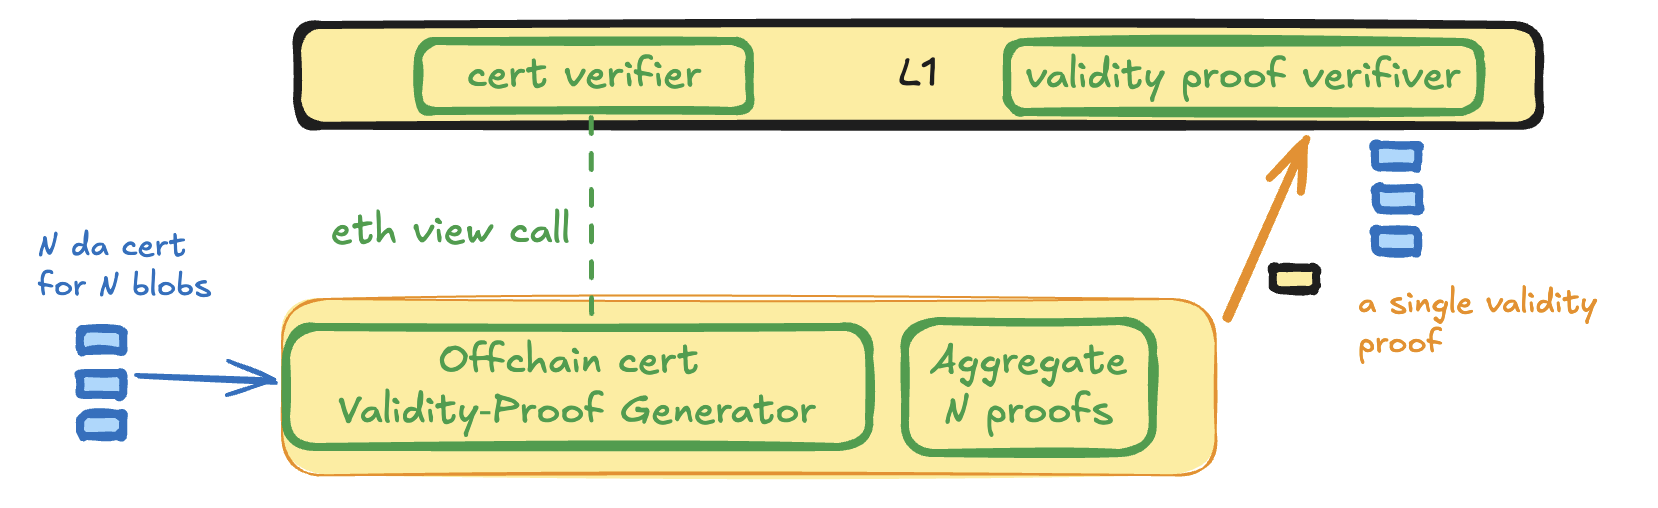 cert verifier
L1
validity proof verifiver
eth view call
N da cert
for N blobs
Offchain cert
Validity-Proof Generator
Aggregate
N proofs
a single validity
proof